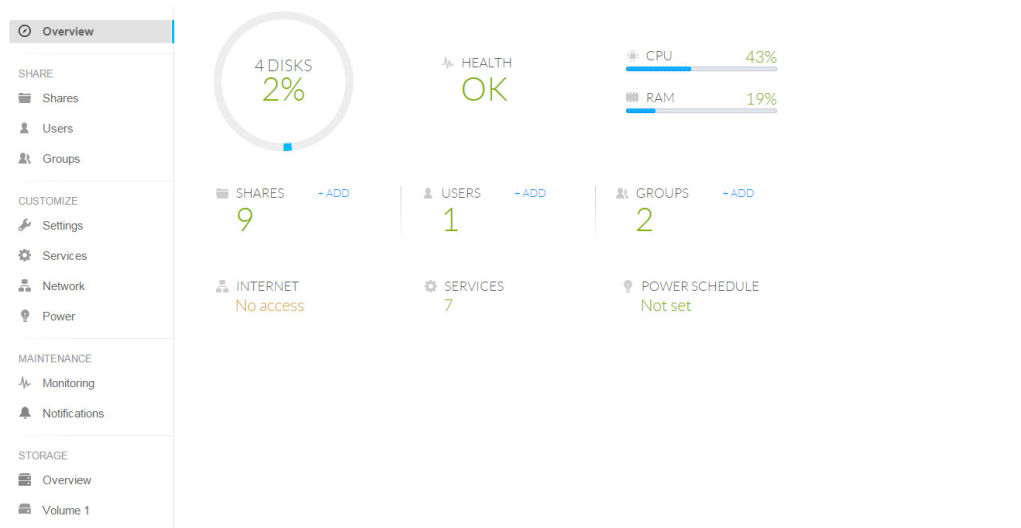 Overview
SHARE
Shares
Users
Groups
CUSTOMIZE
Settings
Services
Network
Power
MAINTENANCE
Monitoring
Notifications
STORAGE
Overview
Volume 1
4 DISKS
2%
HEALTH
OK
CPU 43%
RAM 19%
SHARES + ADD
9
USERS + ADD
1
GROUPS + ADD
2
INTERNET
No access
SERVICES
7
POWER SCHEDULE
Not set